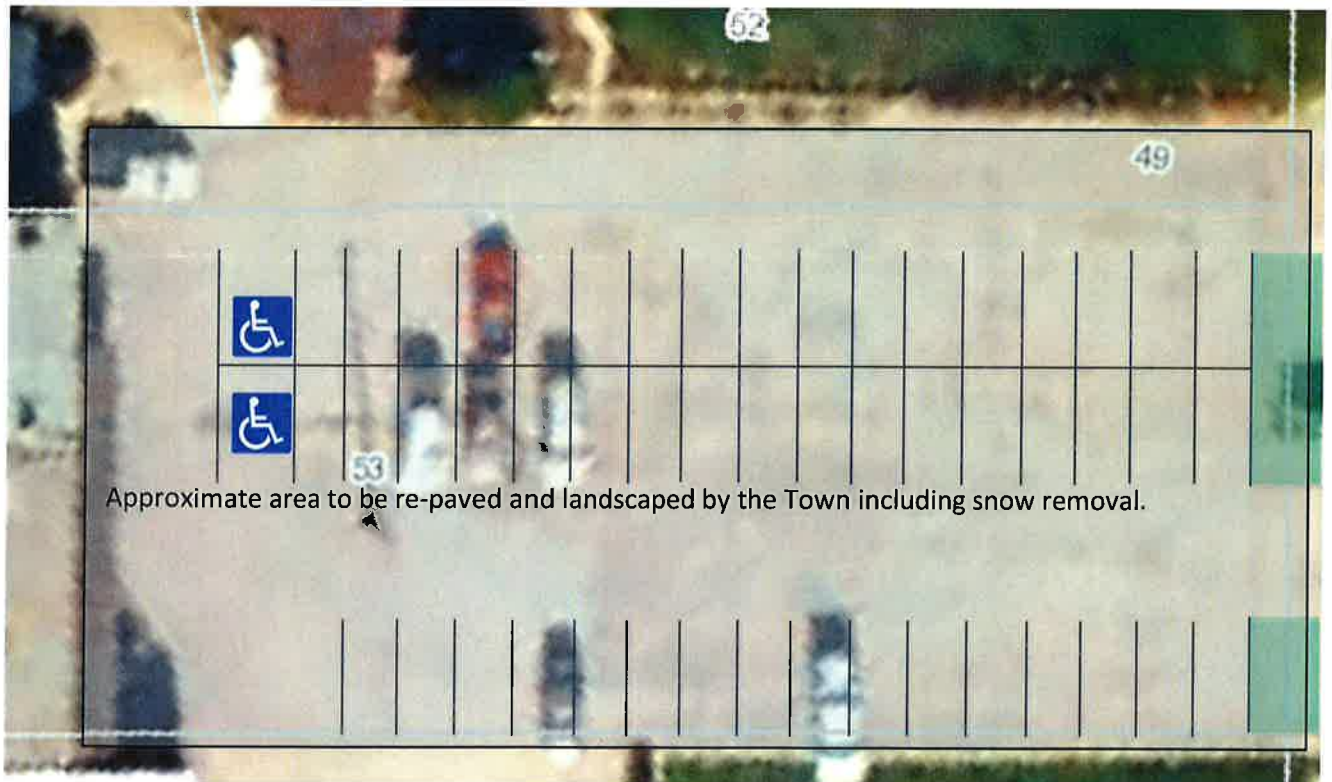 52
49
53
Approximate area to be re-paved and landscaped by the Town including snow removal.